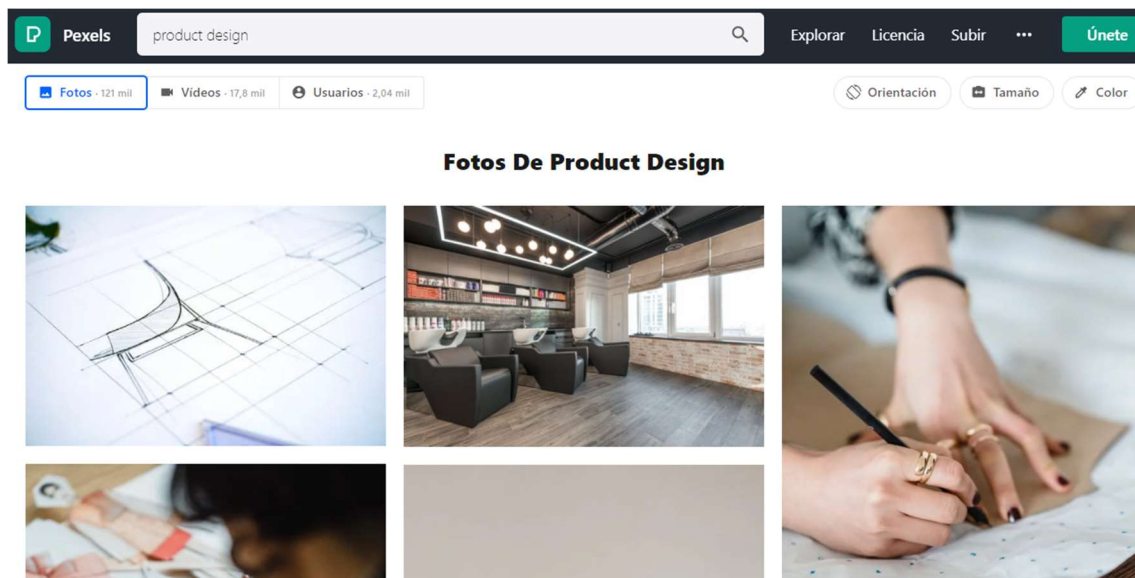 Pexels product design Explorar Licencia Subir ••• Únete
Fotos · 121 mil Vídeos · 17,8 mil Usuarios · 2,04 mil Orientación Tamaño Color
Fotos De Product Design